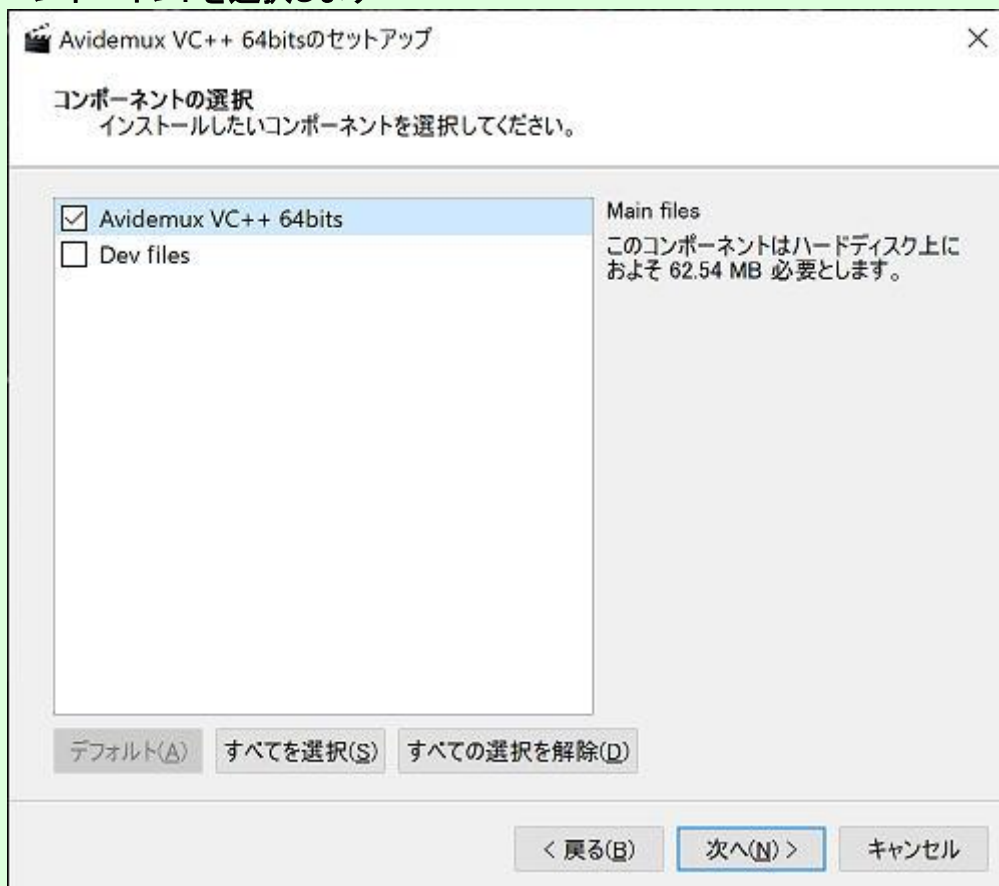 Avidemux VC++ 64bitsのセットアップ
コンポーネントの選択
インストールしたいコンポーネントを選択してください。
Avidemux VC++ 64bits
Dev files
Main files
このコンポーネントはハードディスク上に
およそ 62.54 MB 必要とします。
デフォルト(A) すべてを選択(S) すべての選択を解除(D)
< 戻る(B) 次へ(N) > キャンセル